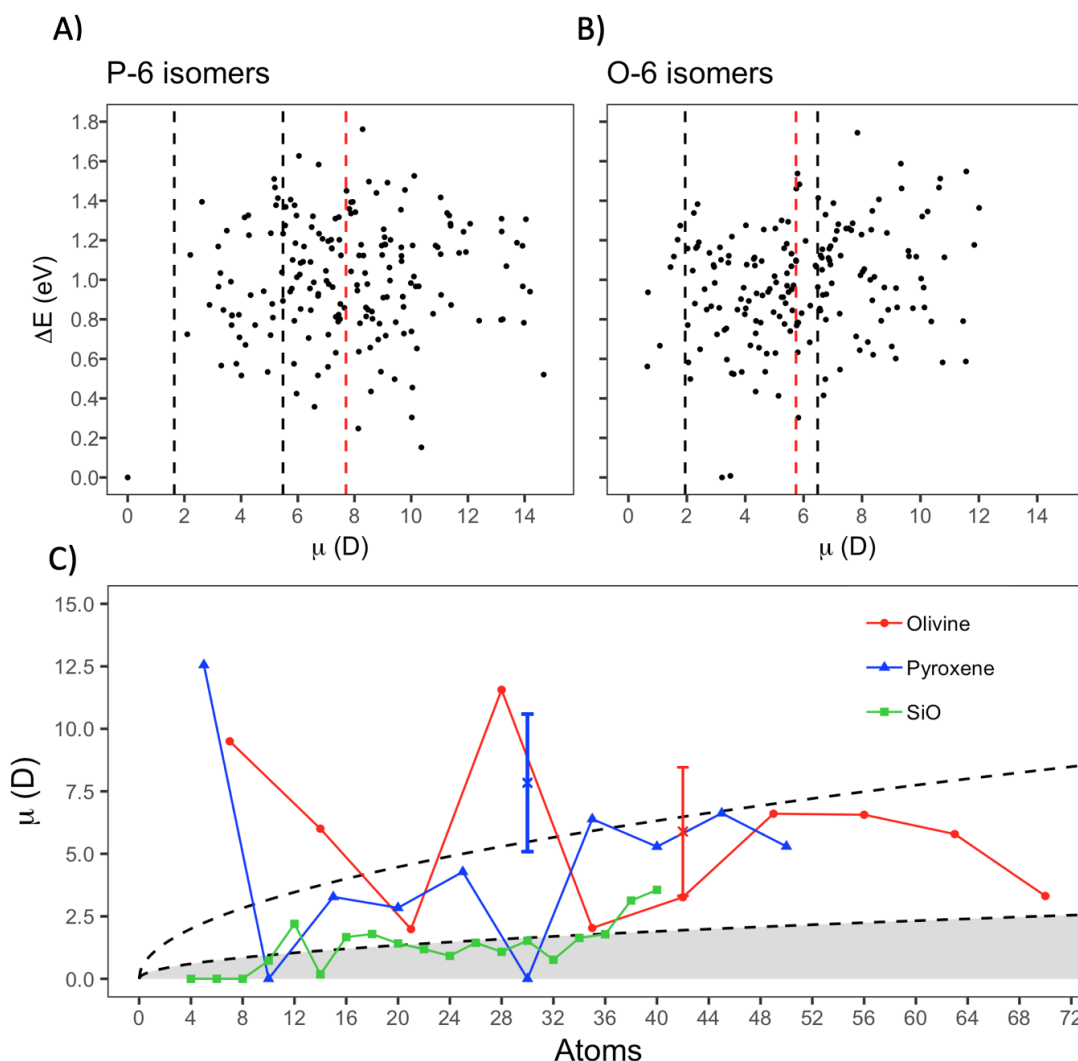 A)
B)
P-6 isomers
O-6 isomers
1.8
1.6
1.4
1.2
1.0
0.8
0.6
0.4
0.2
0.0
ΔE (eV)
0 2 4 6 8 10 12 14
0 2 4 6 8 10 12 14
μ (D)
μ (D)
C)
15.0
12.5
10.0
7.5
5.0
2.5
0.0
μ (D)
Olivine
Pyroxene
SiO
0 4 8 12 16 20 24 28 32 36 40 44 48 52 56 60 64 68 72
Atoms